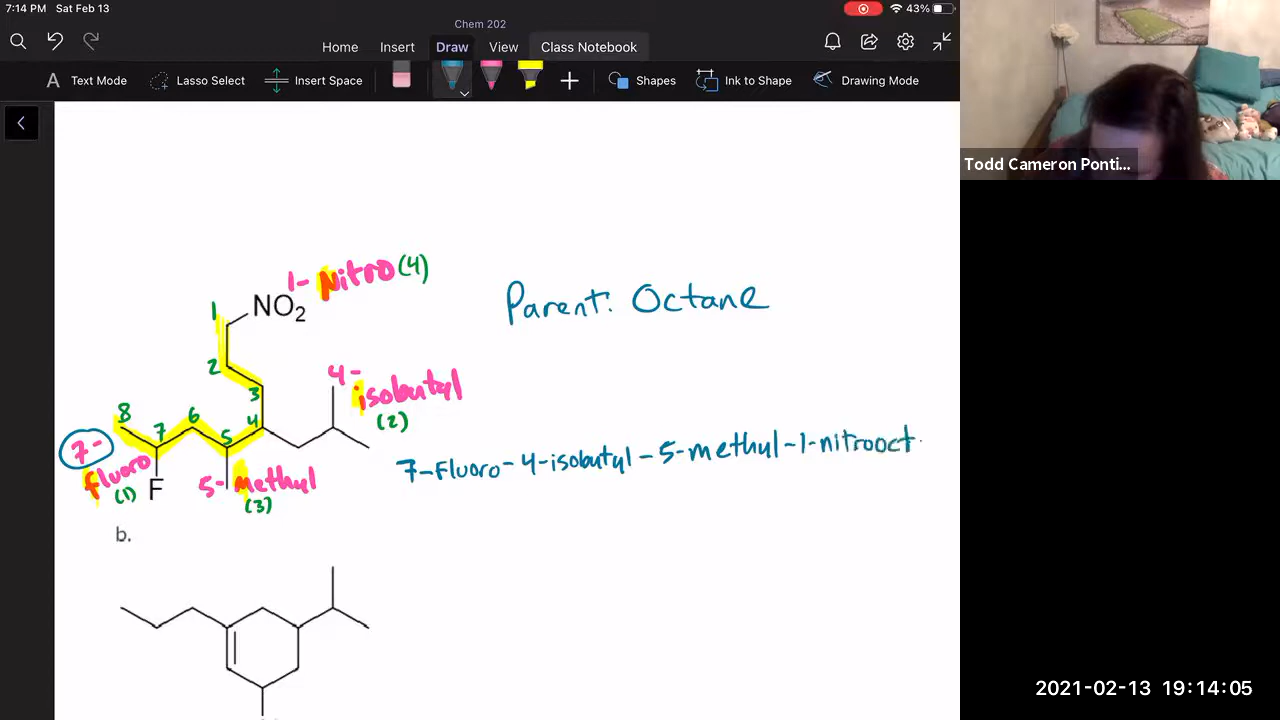 7:14 PM Sat Feb 13
43%
Chem 202
Home Insert Draw View Class Notebook
Text Mode Lasso Select Insert Space Shapes Ink to Shape Drawing Mode
Todd Cameron Ponti...
1-Nitro (4)
1
NO2
Parent: Octane
2
3
4-
isobutyl
(2)
8
7
6
5
4
7-
fluoro
(1)
F
5-methyl
(3)
7-Fluoro-4-isobutyl-5-methyl-1-nitrooct
b.
2021-02-13 19:14:05